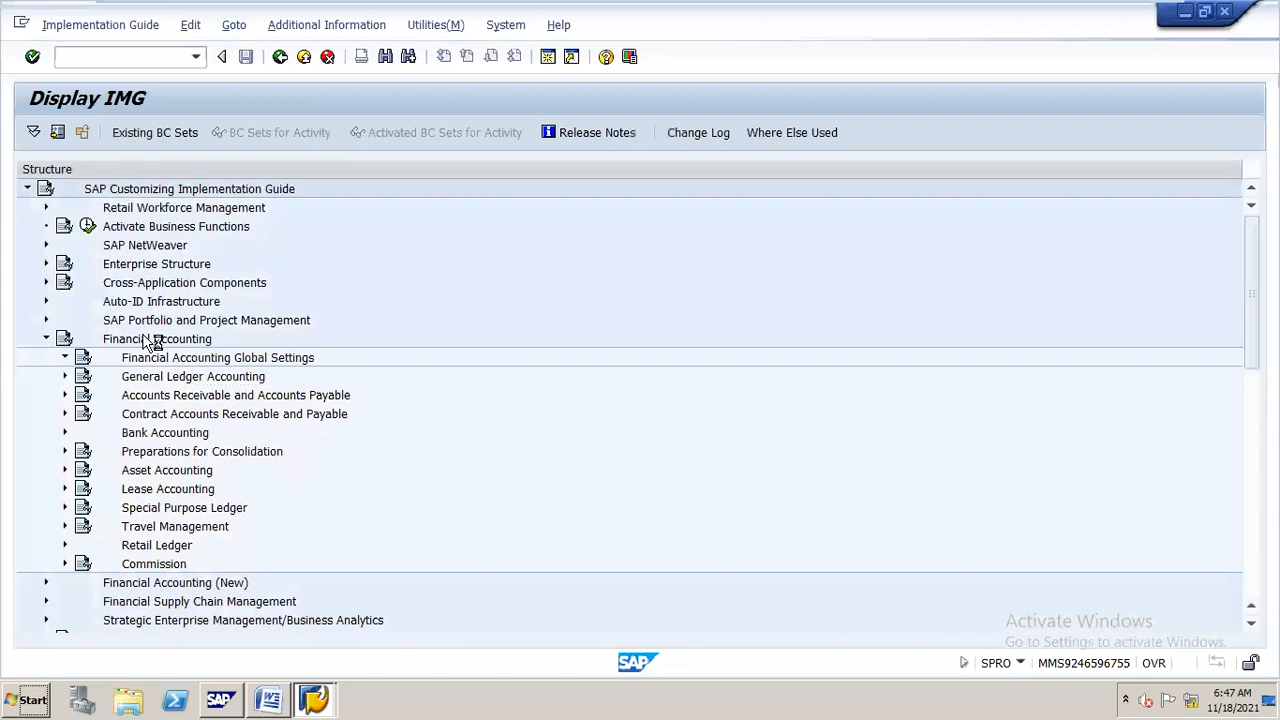 Implementation Guide Edit Goto Additional Information Utilities(M) System Help
Display IMG
Existing BC Sets BC Sets for Activity Activated BC Sets for Activity Release Notes Change Log Where Else Used
Structure
SAP Customizing Implementation Guide
Retail Workforce Management
Activate Business Functions
SAP NetWeaver
Enterprise Structure
Cross-Application Components
Auto-ID Infrastructure
SAP Portfolio and Project Management
Financial Accounting
Financial Accounting Global Settings
General Ledger Accounting
Accounts Receivable and Accounts Payable
Contract Accounts Receivable and Payable
Bank Accounting
Preparations for Consolidation
Asset Accounting
Lease Accounting
Special Purpose Ledger
Travel Management
Retail Ledger
Commission
Financial Accounting (New)
Financial Supply Chain Management
Strategic Enterprise Management/Business Analytics
Activate Windows
Go to Settings to activate Windows.
SAP SPRO MMS9246596755 OVR
Start SAP 6:47 AM
11/18/2021